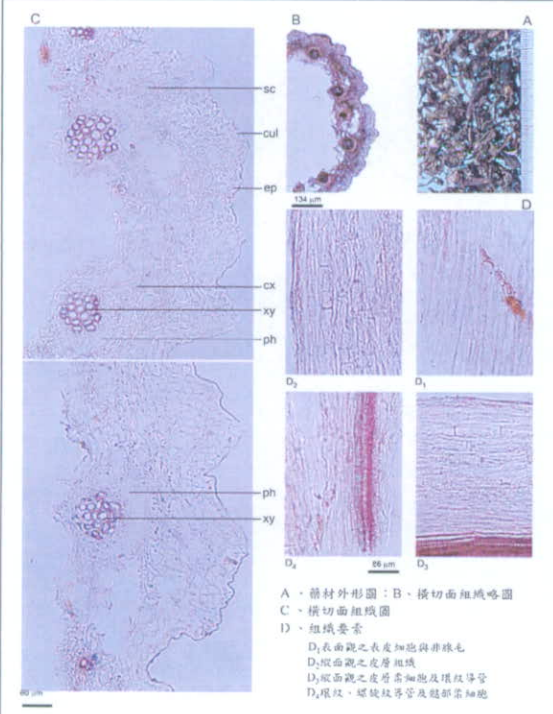 C
B
A
sc
cul
ep
134 μm
D
cx
xy
ph
D₂
D₁
ph
xy
D₄
86 μm
D₃
A、藥材外形圖；B、橫切面組織略圖
C、橫切面組織圖
D、組織要素
D₁表面觀之表皮細胞與非腺毛
D₂縱面觀之皮層組織
D₃縱面觀之皮層柔細胞及環紋導管
D₄環紋、螺旋紋導管及髓部柔細胞
80 μm